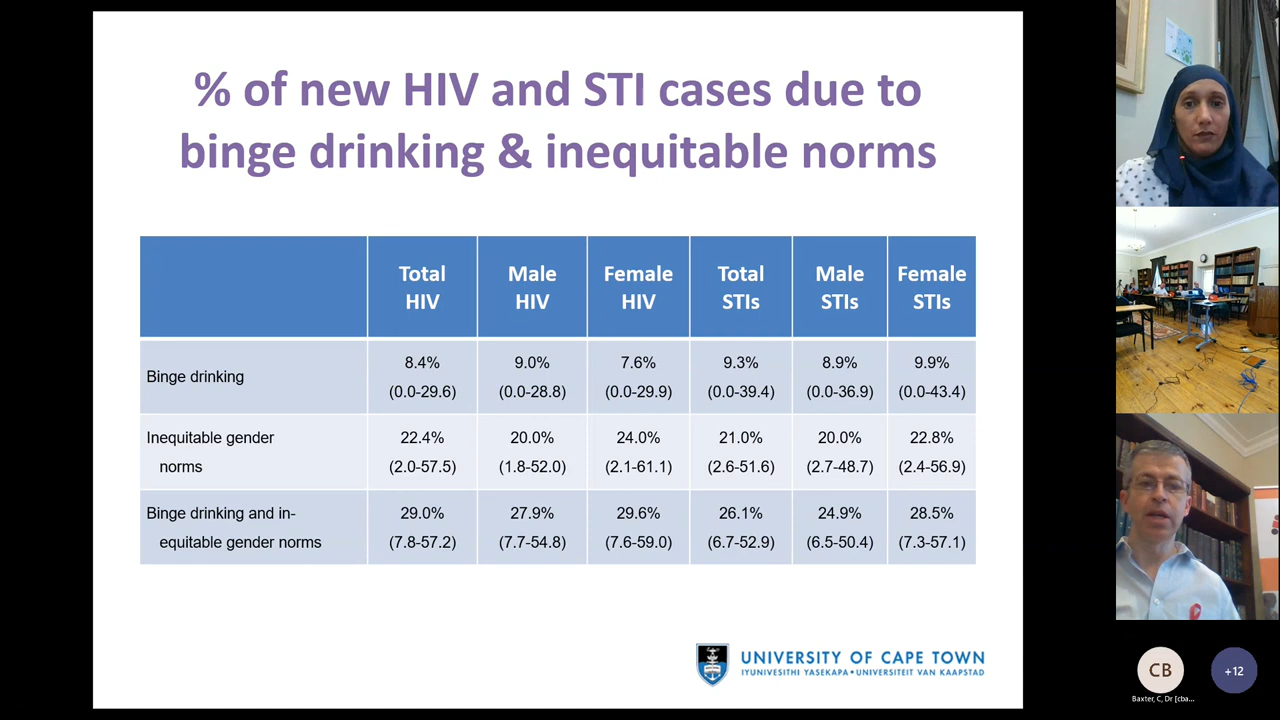 % of new HIV and STI cases due to
binge drinking & inequitable norms
Total HIV
Male HIV
Female HIV
Total STIs
Male STIs
Female STIs
Binge drinking
8.4%
(0.0-29.6)
9.0%
(0.0-28.8)
7.6%
(0.0-29.9)
9.3%
(0.0-39.4)
8.9%
(0.0-36.9)
9.9%
(0.0-43.4)
Inequitable gender
norms
22.4%
(2.0-57.5)
20.0%
(1.8-52.0)
24.0%
(2.1-61.1)
21.0%
(2.6-51.6)
20.0%
(2.7-48.7)
22.8%
(2.4-56.9)
Binge drinking and in-
equitable gender norms
29.0%
(7.8-57.2)
27.9%
(7.7-54.8)
29.6%
(7.6-59.0)
26.1%
(6.7-52.9)
24.9%
(6.5-50.4)
28.5%
(7.3-57.1)
UNIVERSITY OF CAPE TOWN
IYUNIVESITHI YASEKAPA • UNIVERSITEIT VAN KAAPSTAD
CB
+12
Baxter, C, Dr [cba...